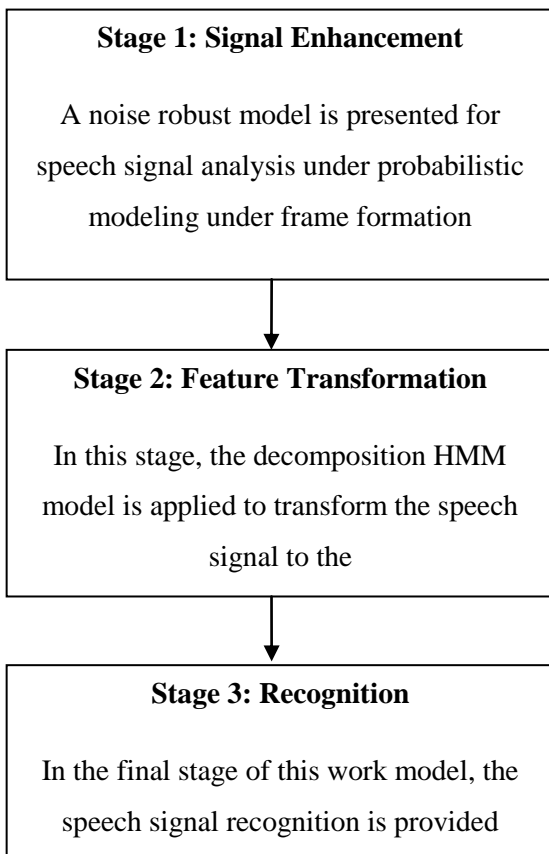 Stage 1: Signal Enhancement
A noise robust model is presented for
speech signal analysis under probabilistic
modeling under frame formation
Stage 2: Feature Transformation
In this stage, the decomposition HMM
model is applied to transform the speech
signal to the
Stage 3: Recognition
In the final stage of this work model, the
speech signal recognition is provided